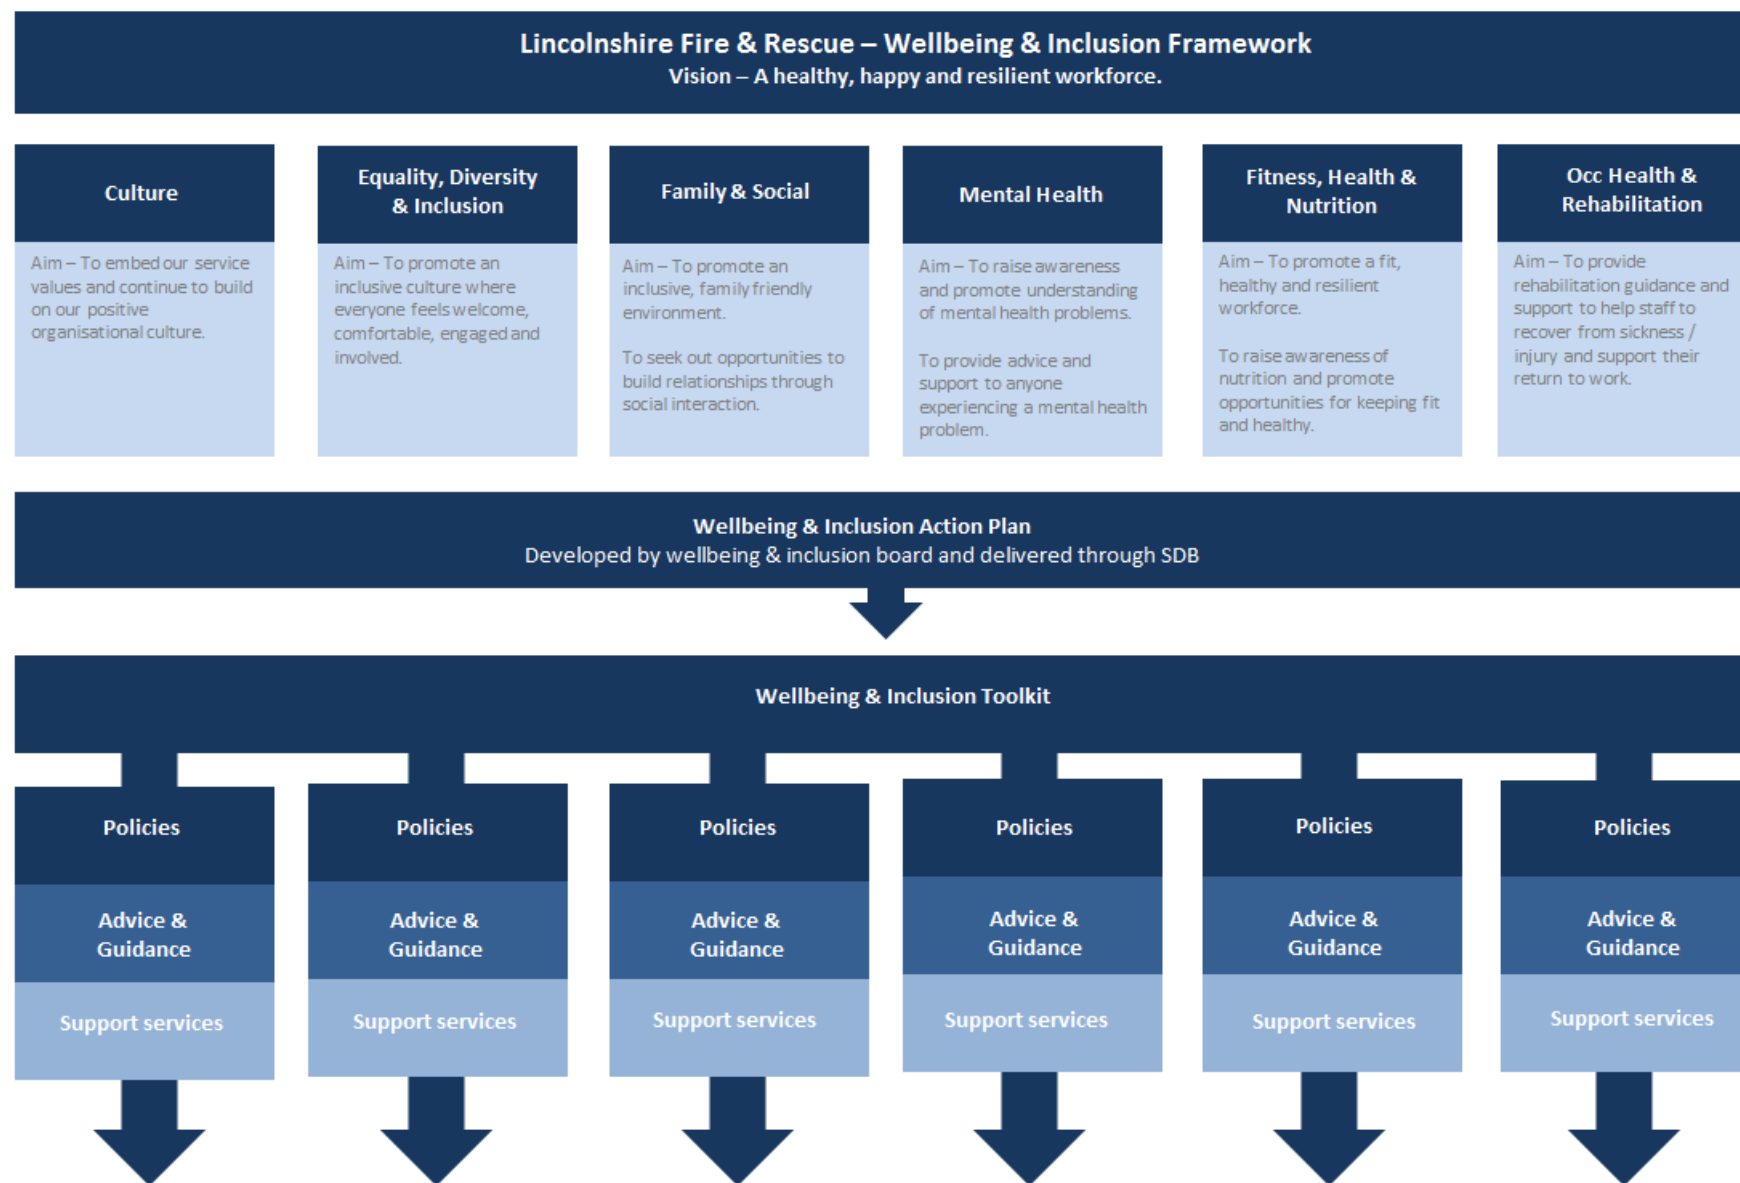 Lincolnshire Fire & Rescue – Wellbeing & Inclusion Framework
Vision – A healthy, happy and resilient workforce.
Culture
Aim – To embed our service
values and continue to build
on our positive
organisational culture.
Equality, Diversity
& Inclusion
Aim – To promote an
inclusive culture where
everyone feels welcome,
comfortable, engaged and
involved.
Family & Social
Aim – To promote an
inclusive, family friendly
environment.
To seek out opportunities to
build relationships through
social interaction.
Mental Health
Aim – To raise awareness
and promote understanding
of mental health problems.
To provide advice and
support to anyone
experiencing a mental health
problem.
Fitness, Health &
Nutrition
Aim – To promote a fit,
healthy and resilient
workforce.
To raise awareness of
nutrition and promote
opportunities for keeping fit
and healthy.
Occ Health &
Rehabilitation
Aim – To provide
rehabilitation guidance and
support to help staff to
recover from sickness /
injury and support their
return to work.
Wellbeing & Inclusion Action Plan
Developed by wellbeing & inclusion board and delivered through SDB
Wellbeing & Inclusion Toolkit
Policies
Advice &
Guidance
Support services
Policies
Advice &
Guidance
Support services
Policies
Advice &
Guidance
Support services
Policies
Advice &
Guidance
Support services
Policies
Advice &
Guidance
Support services
Policies
Advice &
Guidance
Support services